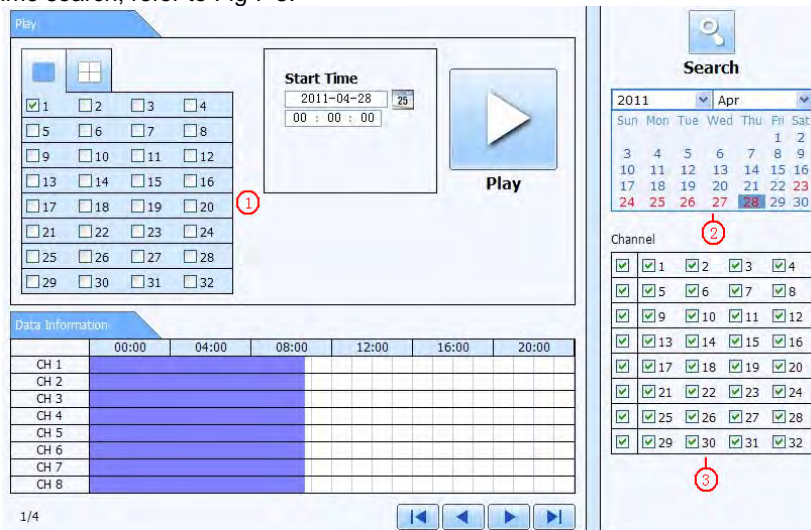 Play
1 2 3 4
5 6 7 8
9 10 11 12
13 14 15 16
17 18 19 20
21 22 23 24
25 26 27 28
29 30 31 32
①
Start Time
2011-04-28 25
00 : 00 : 00
Play
Data Information
00:00 04:00 08:00 12:00 16:00 20:00
CH 1
CH 2
CH 3
CH 4
CH 5
CH 6
CH 7
CH 8
1/4
Search
2011 Apr
Sun Mon Tue Wed Thu Fri Sat
1 2
3 4 5 6 7 8 9
10 11 12 13 14 15 16
17 18 19 20 21 22 23
24 25 26 27 28 29 30
②
Channel
1 2 3 4
5 6 7 8
9 10 11 12
13 14 15 16
17 18 19 20
21 22 23 24
25 26 27 28
29 30 31 32
③